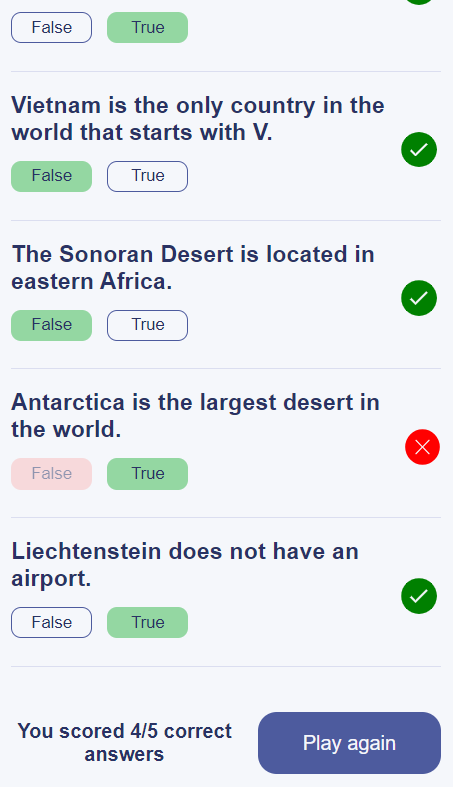 False True
Vietnam is the only country in the
world that starts with V.
False True
The Sonoran Desert is located in
eastern Africa.
False True
Antarctica is the largest desert in
the world.
False True
Liechtenstein does not have an
airport.
False True
You scored 4/5 correct
answers
Play again